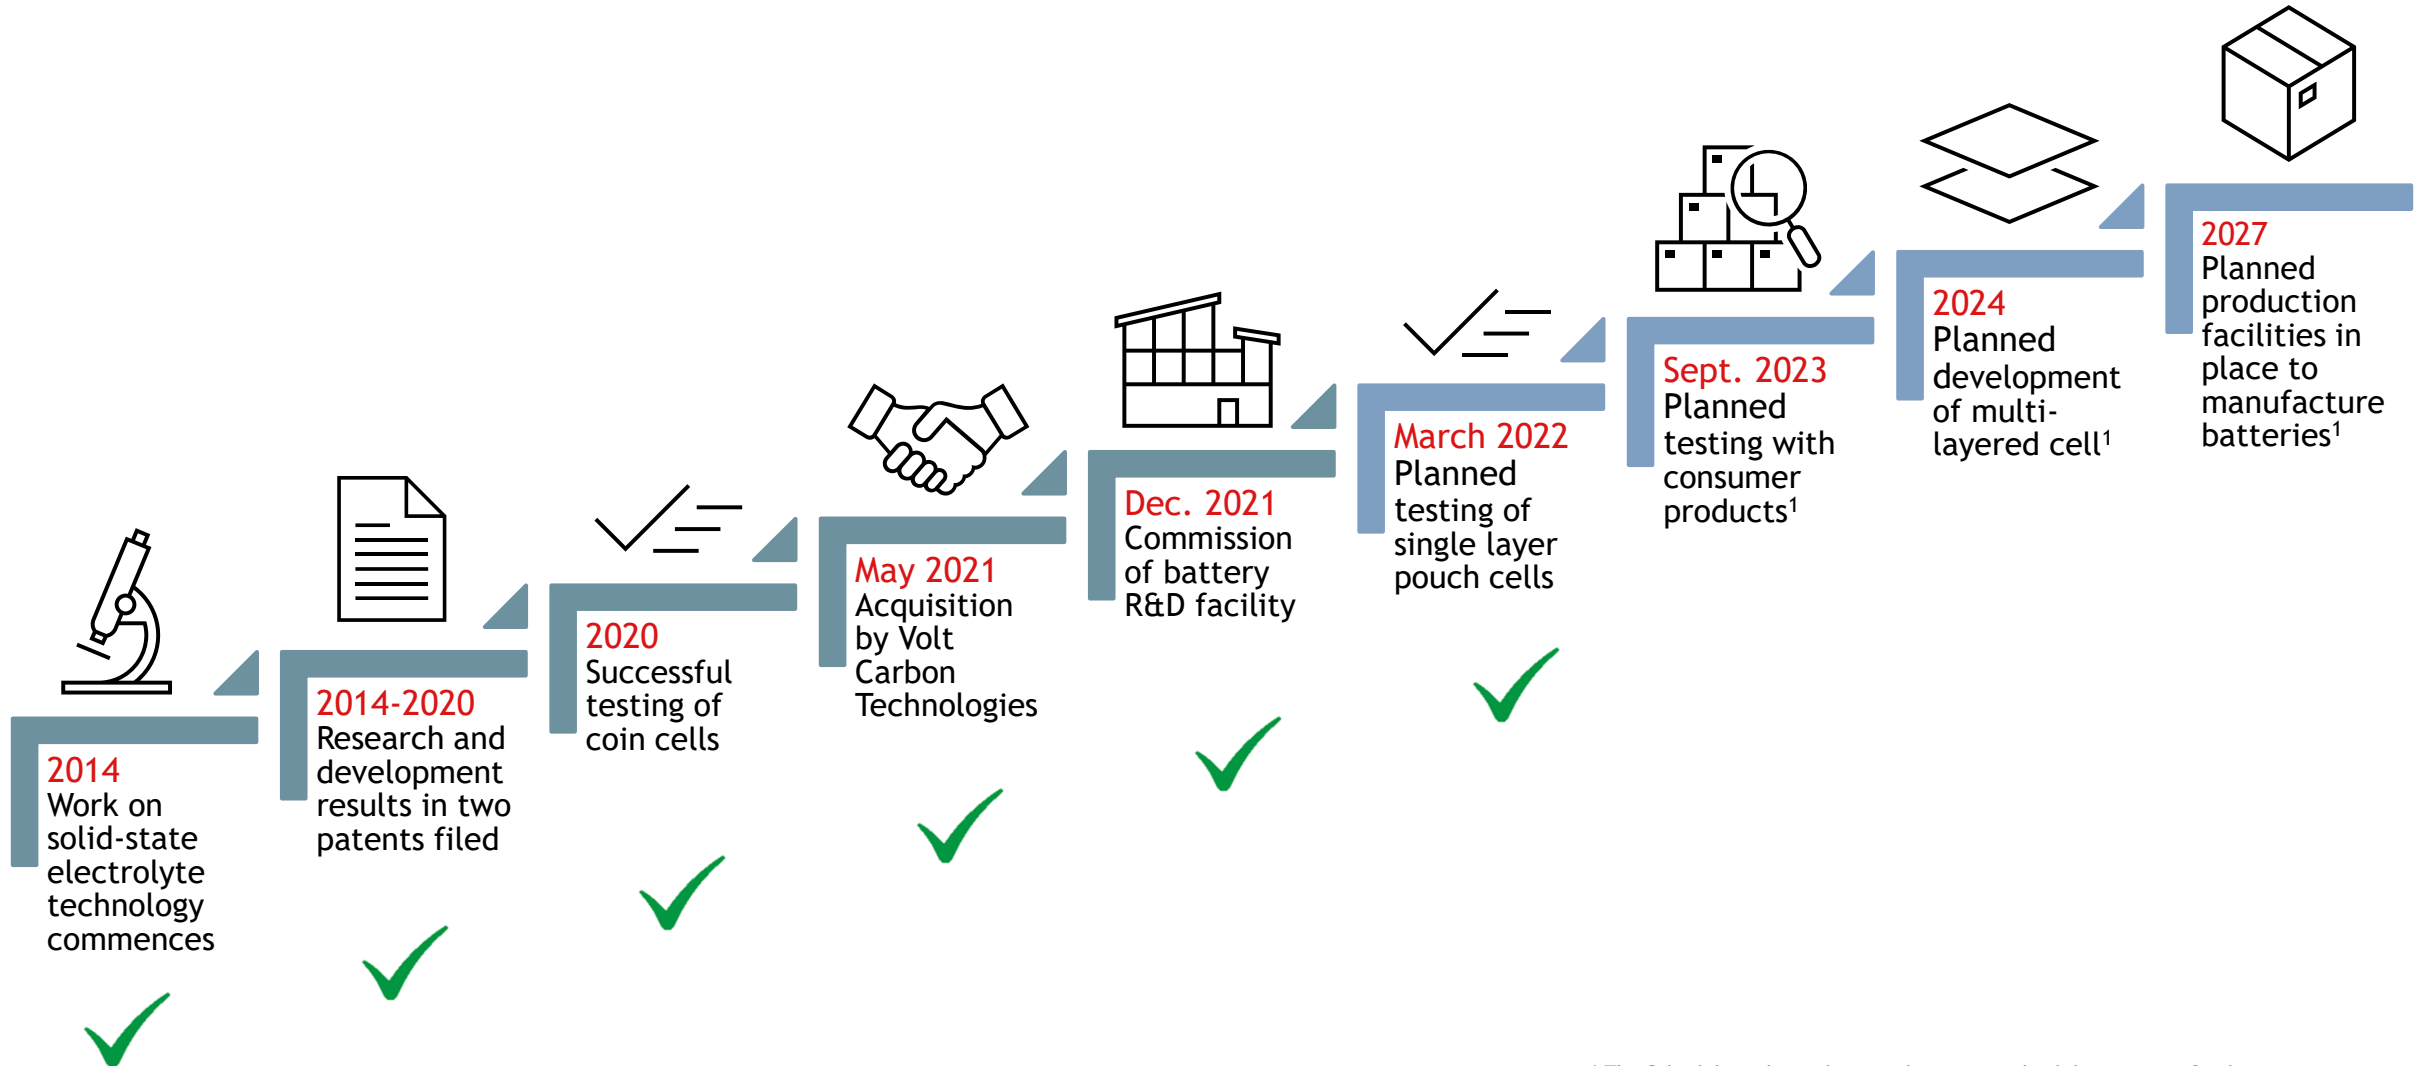 2014
Work on
solid-state
electrolyte
technology
commences
2014-2020
Research and
development
results in two
patents filed
2020
Successful
testing of
coin cells
May 2021
Acquisition
by Volt
Carbon
Technologies
Dec. 2021
Commission
of battery
R&D facility
March 2022
Planned
testing of
single layer
pouch cells
Sept. 2023
Planned
testing with
consumer
products¹
2024
Planned
development
of multi-
layered cell¹
2027
Planned
production
facilities in
place to
manufacture
batteries¹